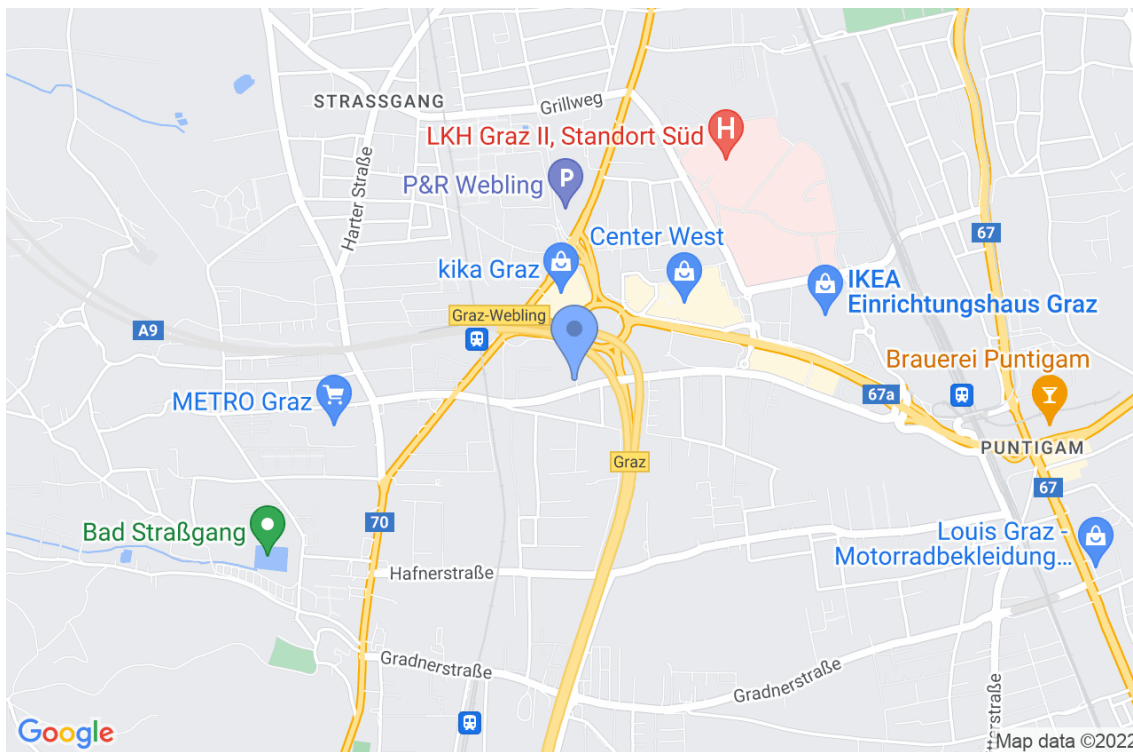 STRASSGANG
Grillweg
LKH Graz II, Standort Süd
H
P&R Webling
P
Harter Straße
67
Center West
kika Graz
IKEA
Einrichtungshaus Graz
A9
Graz-Webling
Brauerei Puntigam
METRO Graz
67a
PUNTIGAM
Graz
67
70
Bad Straßgang
Louis Graz -
Motorradbekleidung...
Hafnerstraße
Gradnerstraße
Gradnerstraße
terstraße
Google
Map data ©2022